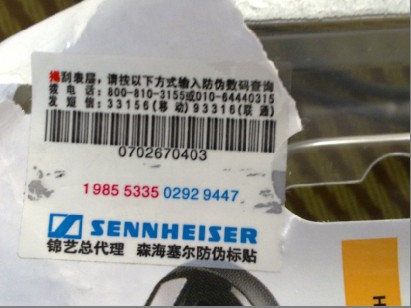 揭刮表层，请按以下方式输入防伪数码查询
拨电话：800-810-3155或010-64440315
发短信：33156(移动)93316(联通)
0702670403
1985 5335 0292 9447
SENNHEISER
锦艺总代理 森海塞尔防伪标贴
H